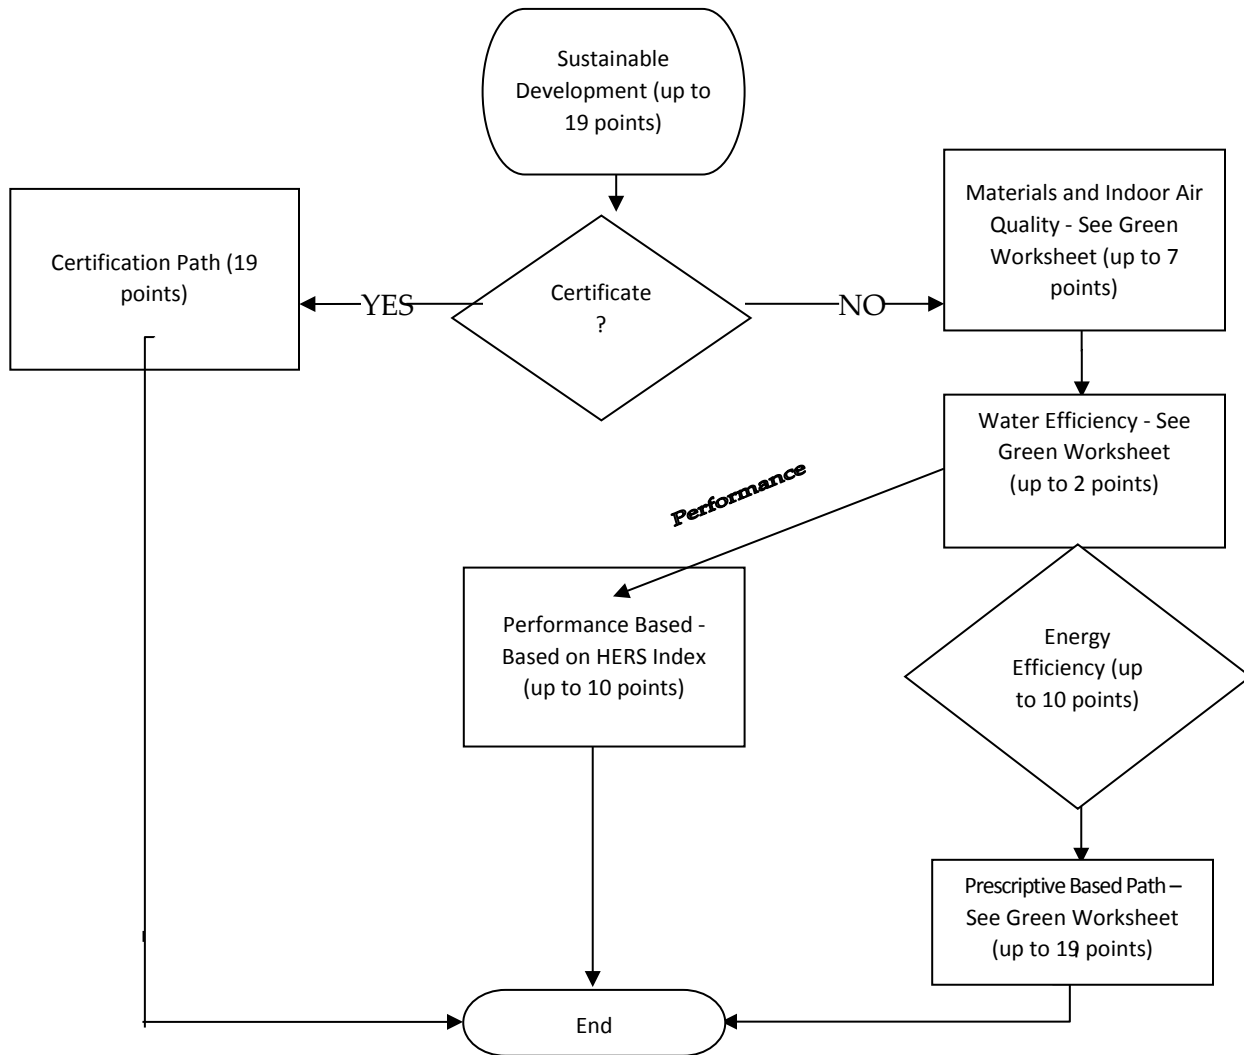 Sustainable
Development (up to
19 points)
Materials and Indoor Air
Quality - See Green
Worksheet (up to 7
points)
Certification Path (19
points)
YES
Certificate
?
NO
Water Efficiency - See
Green Worksheet
(up to 2 points)
Performance
Performance Based -
Based on HERS Index
(up to 10 points)
Energy
Efficiency (up
to 10 points)
Prescriptive Based Path –
See Green Worksheet
(up to 19 points)
End